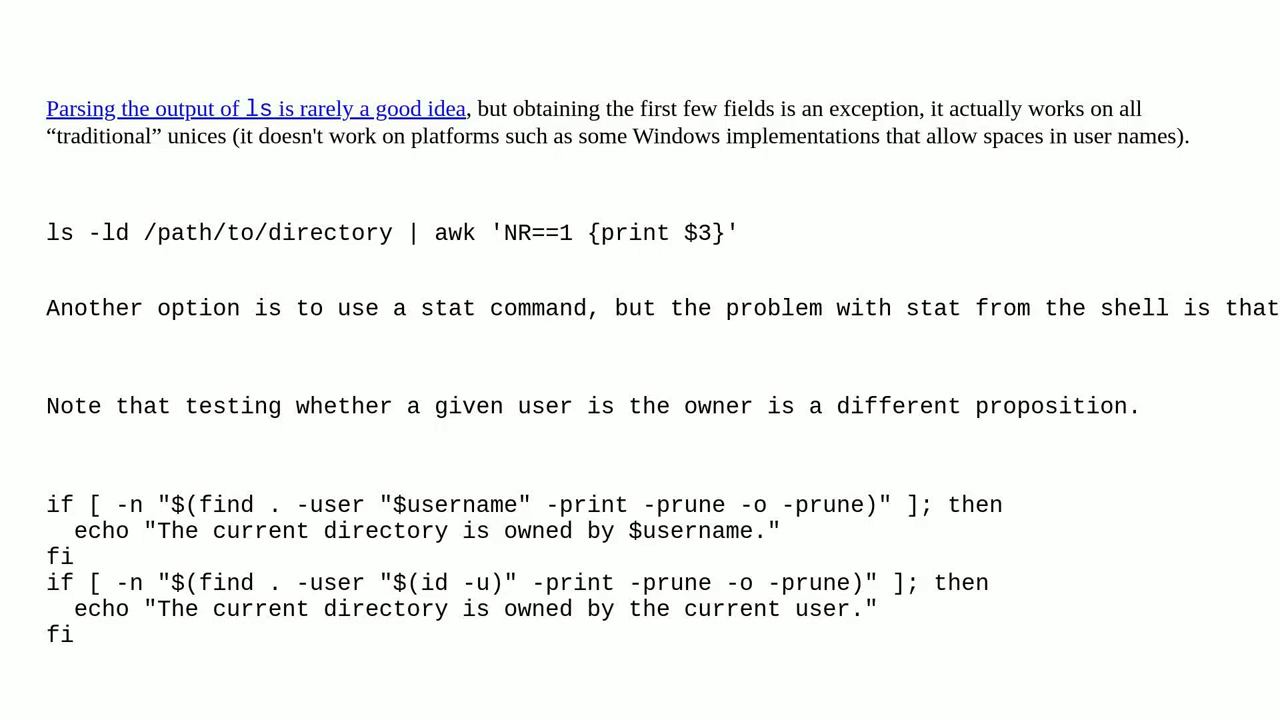 Parsing the output of ls is rarely a good idea, but obtaining the first few fields is an exception, it actually works on all
“traditional” unices (it doesn't work on platforms such as some Windows implementations that allow spaces in user names).
ls -ld /path/to/directory | awk 'NR==1 {print $3}'
Another option is to use a stat command, but the problem with stat from the shell is that
Note that testing whether a given user is the owner is a different proposition.
if [ -n "$(find . -user "$username" -print -prune -o -prune)" ]; then
  echo "The current directory is owned by $username."
fi
if [ -n "$(find . -user "$(id -u)" -print -prune -o -prune)" ]; then
  echo "The current directory is owned by the current user."
fi